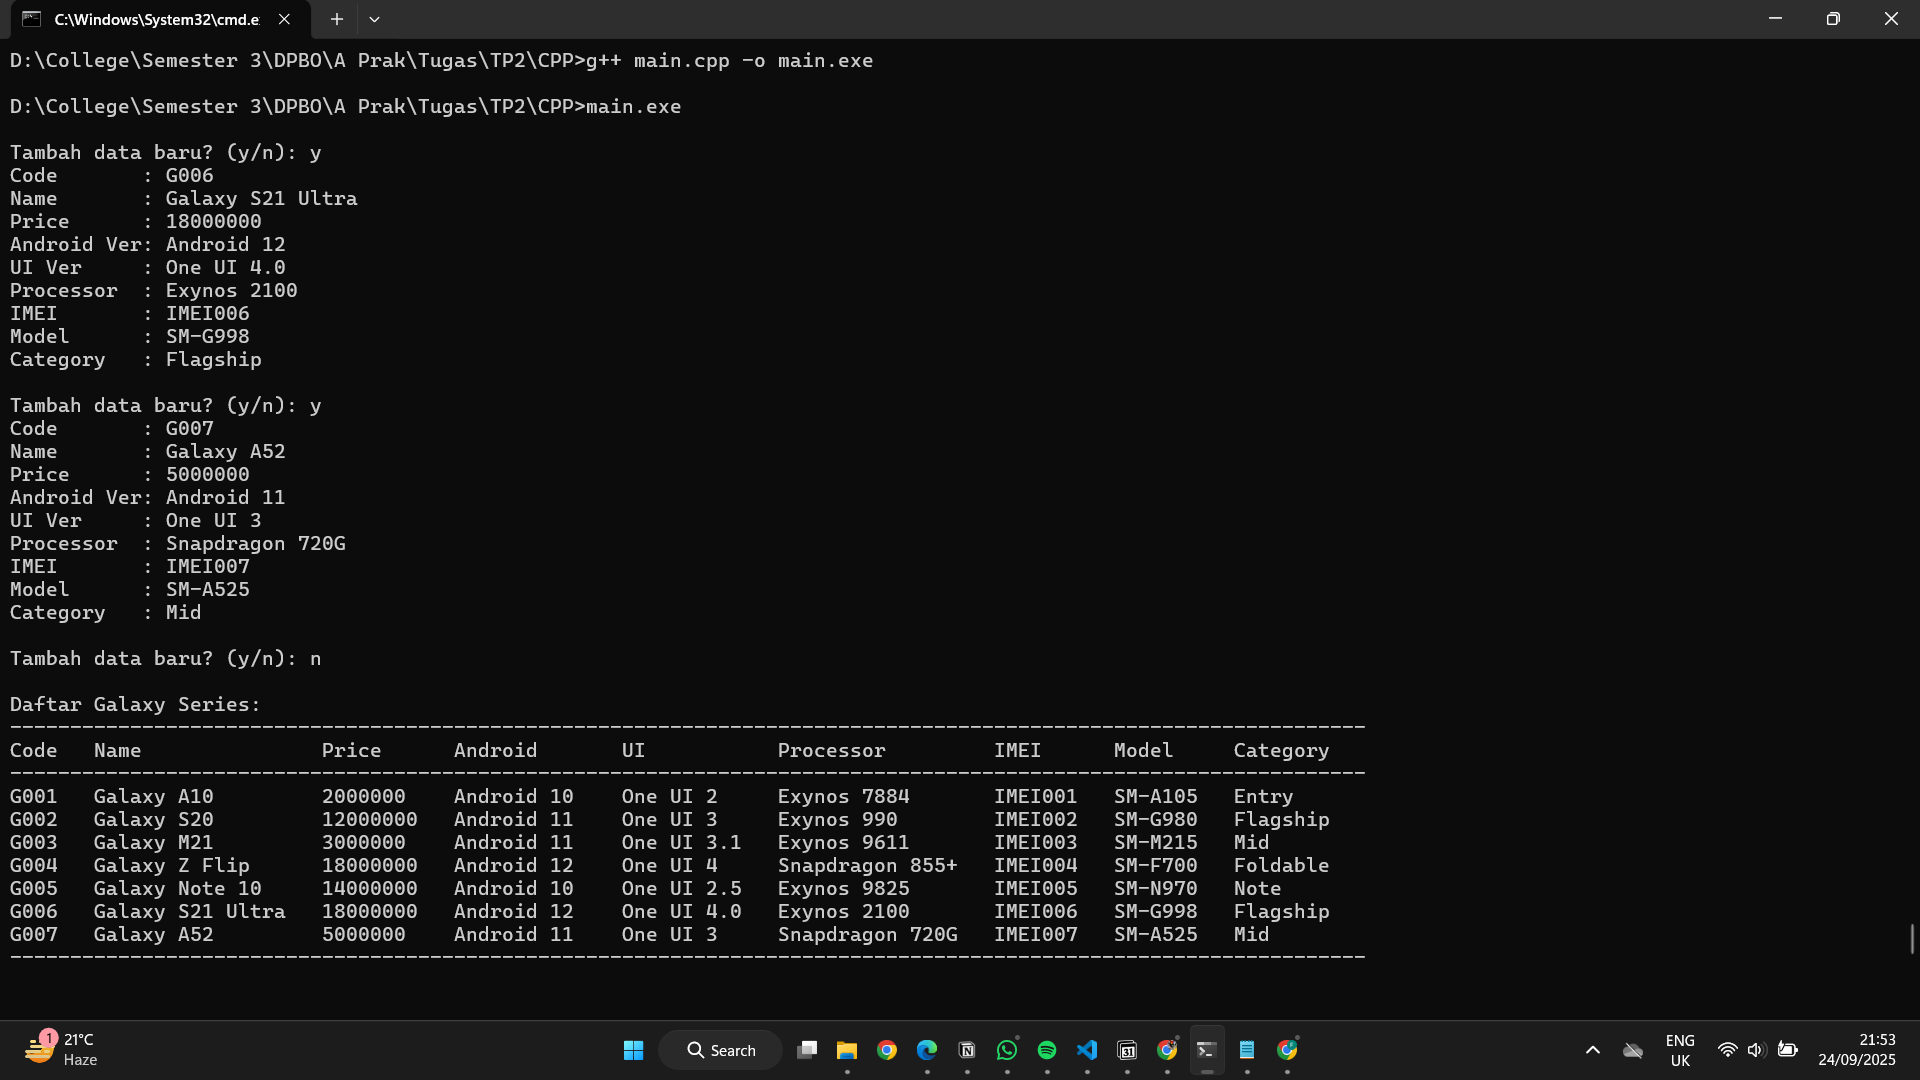 C:\Windows\System32\cmd.e
D:\College\Semester 3\DPBO\A Prak\Tugas\TP2\CPP>g++ main.cpp -o main.exe
D:\College\Semester 3\DPBO\A Prak\Tugas\TP2\CPP>main.exe
Tambah data baru? (y/n): y
Code       : G006
Name       : Galaxy S21 Ultra
Price      : 18000000
Android Ver: Android 12
UI Ver     : One UI 4.0
Processor  : Exynos 2100
IMEI       : IMEI006
Model      : SM-G998
Category   : Flagship
Tambah data baru? (y/n): y
Code       : G007
Name       : Galaxy A52
Price      : 5000000
Android Ver: Android 11
UI Ver     : One UI 3
Processor  : Snapdragon 720G
IMEI       : IMEI007
Model      : SM-A525
Category   : Mid
Tambah data baru? (y/n): n
Daftar Galaxy Series:
-----------------------------------------------------------------------------------------------------------------
Code   Name               Price      Android       UI           Processor         IMEI      Model     Category
-----------------------------------------------------------------------------------------------------------------
G001   Galaxy A10         2000000    Android 10    One UI 2     Exynos 7884       IMEI001   SM-A105   Entry
G002   Galaxy S20         12000000   Android 11    One UI 3     Exynos 990        IMEI002   SM-G980   Flagship
G003   Galaxy M21         3000000    Android 11    One UI 3.1   Exynos 9611       IMEI003   SM-M215   Mid
G004   Galaxy Z Flip      18000000   Android 12    One UI 4     Snapdragon 855+   IMEI004   SM-F700   Foldable
G005   Galaxy Note 10     14000000   Android 10    One UI 2.5   Exynos 9825       IMEI005   SM-N970   Note
G006   Galaxy S21 Ultra   18000000   Android 12    One UI 4.0   Exynos 2100       IMEI006   SM-G998   Flagship
G007   Galaxy A52         5000000    Android 11    One UI 3     Snapdragon 720G   IMEI007   SM-A525   Mid
-----------------------------------------------------------------------------------------------------------------
1
21°C
Haze
Search
31
ENG
UK
21:53
24/09/2025